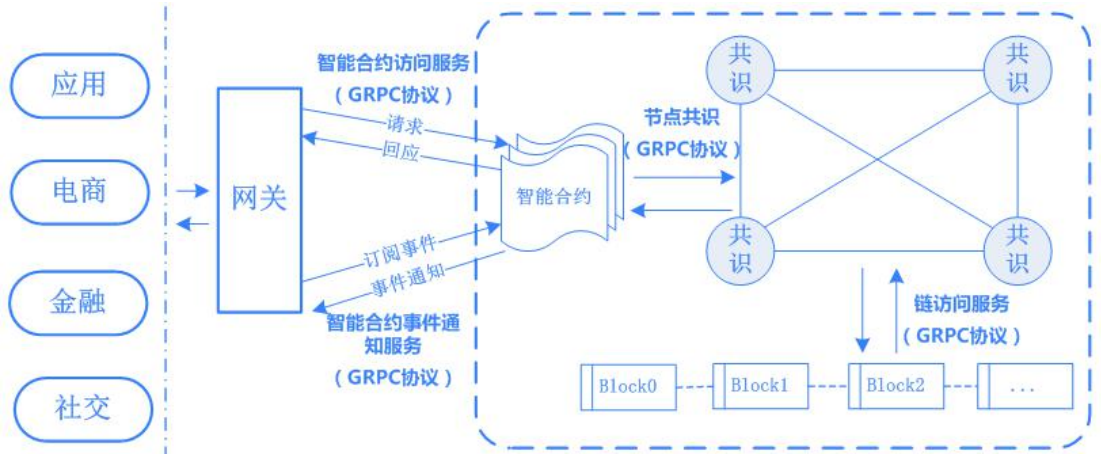 应用
电商
金融
社交
网关
智能合约访问服务
（GRPC协议）
请求
回应
订阅事件
事件通知
智能合约事件通
知服务
（GRPC协议）
智能合约
节点共识
（GRPC协议）
共
识
共
识
共
识
共
识
链访问服务
（GRPC协议）
Block0
Block1
Block2
...